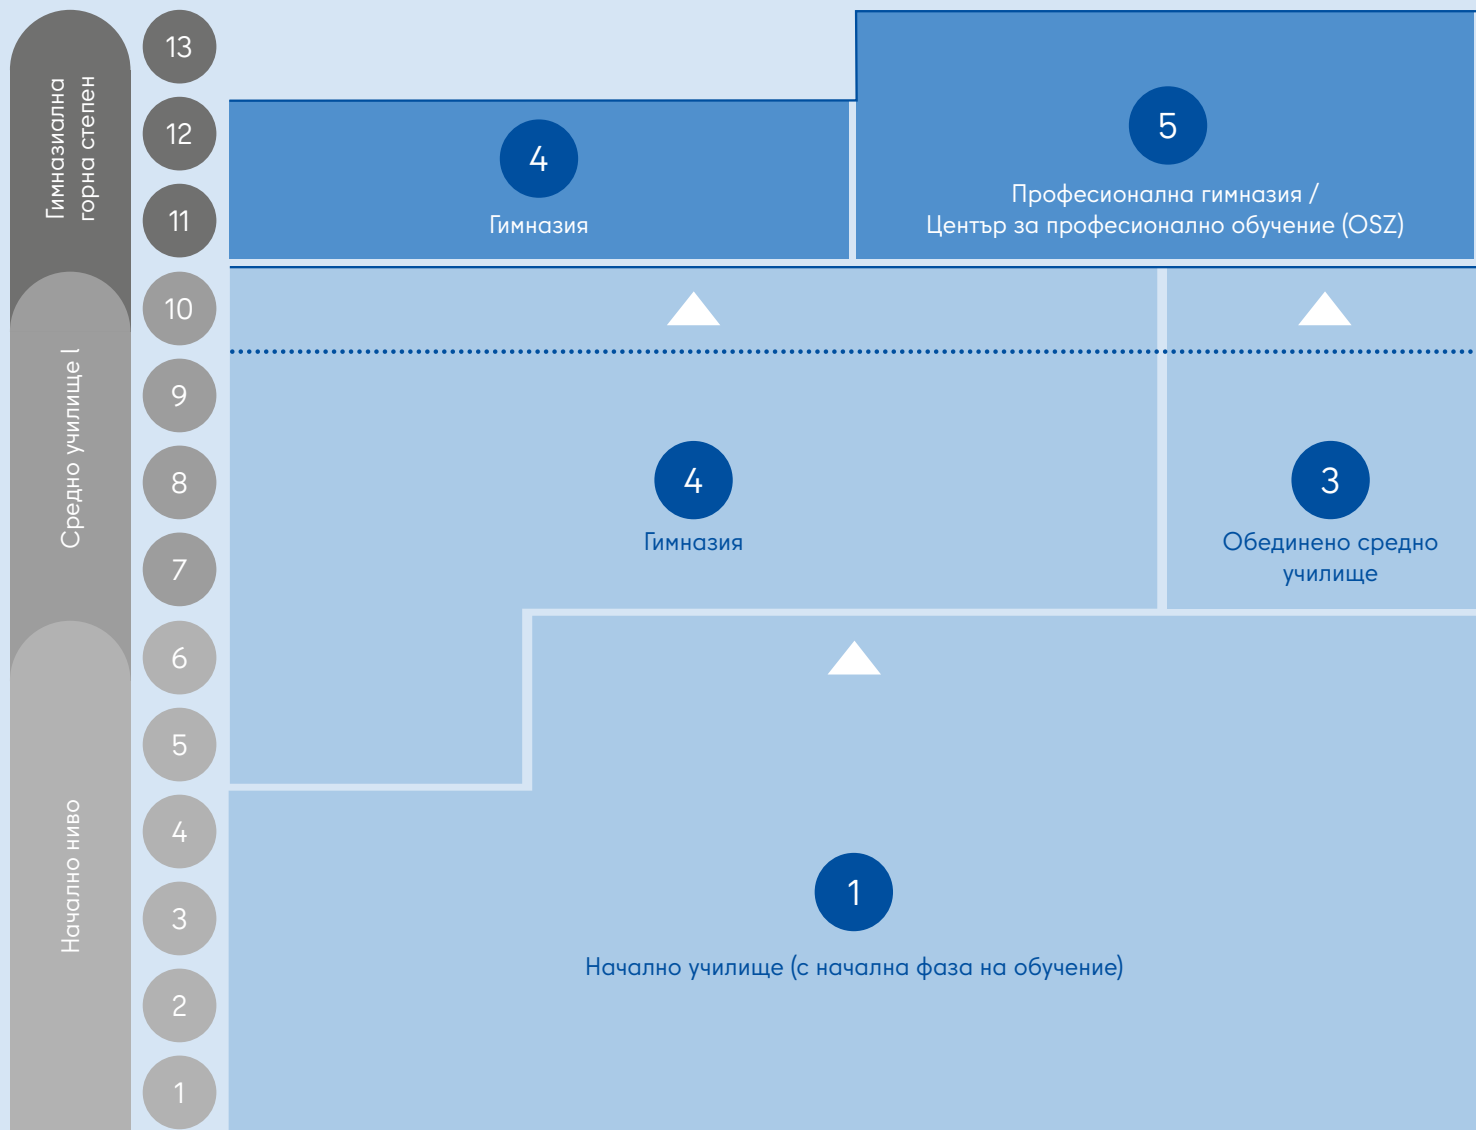 Гимназиална
горна степен
Средно училище l
Начално ниво
13
12
11
10
9
8
7
6
5
4
3
2
1
4
Гимназия
5
Професионална гимназия /
Център за професионално обучение (OSZ)
4
Гимназия
3
Обединено средно
училище
1
Начално училище (с начална фаза на обучение)